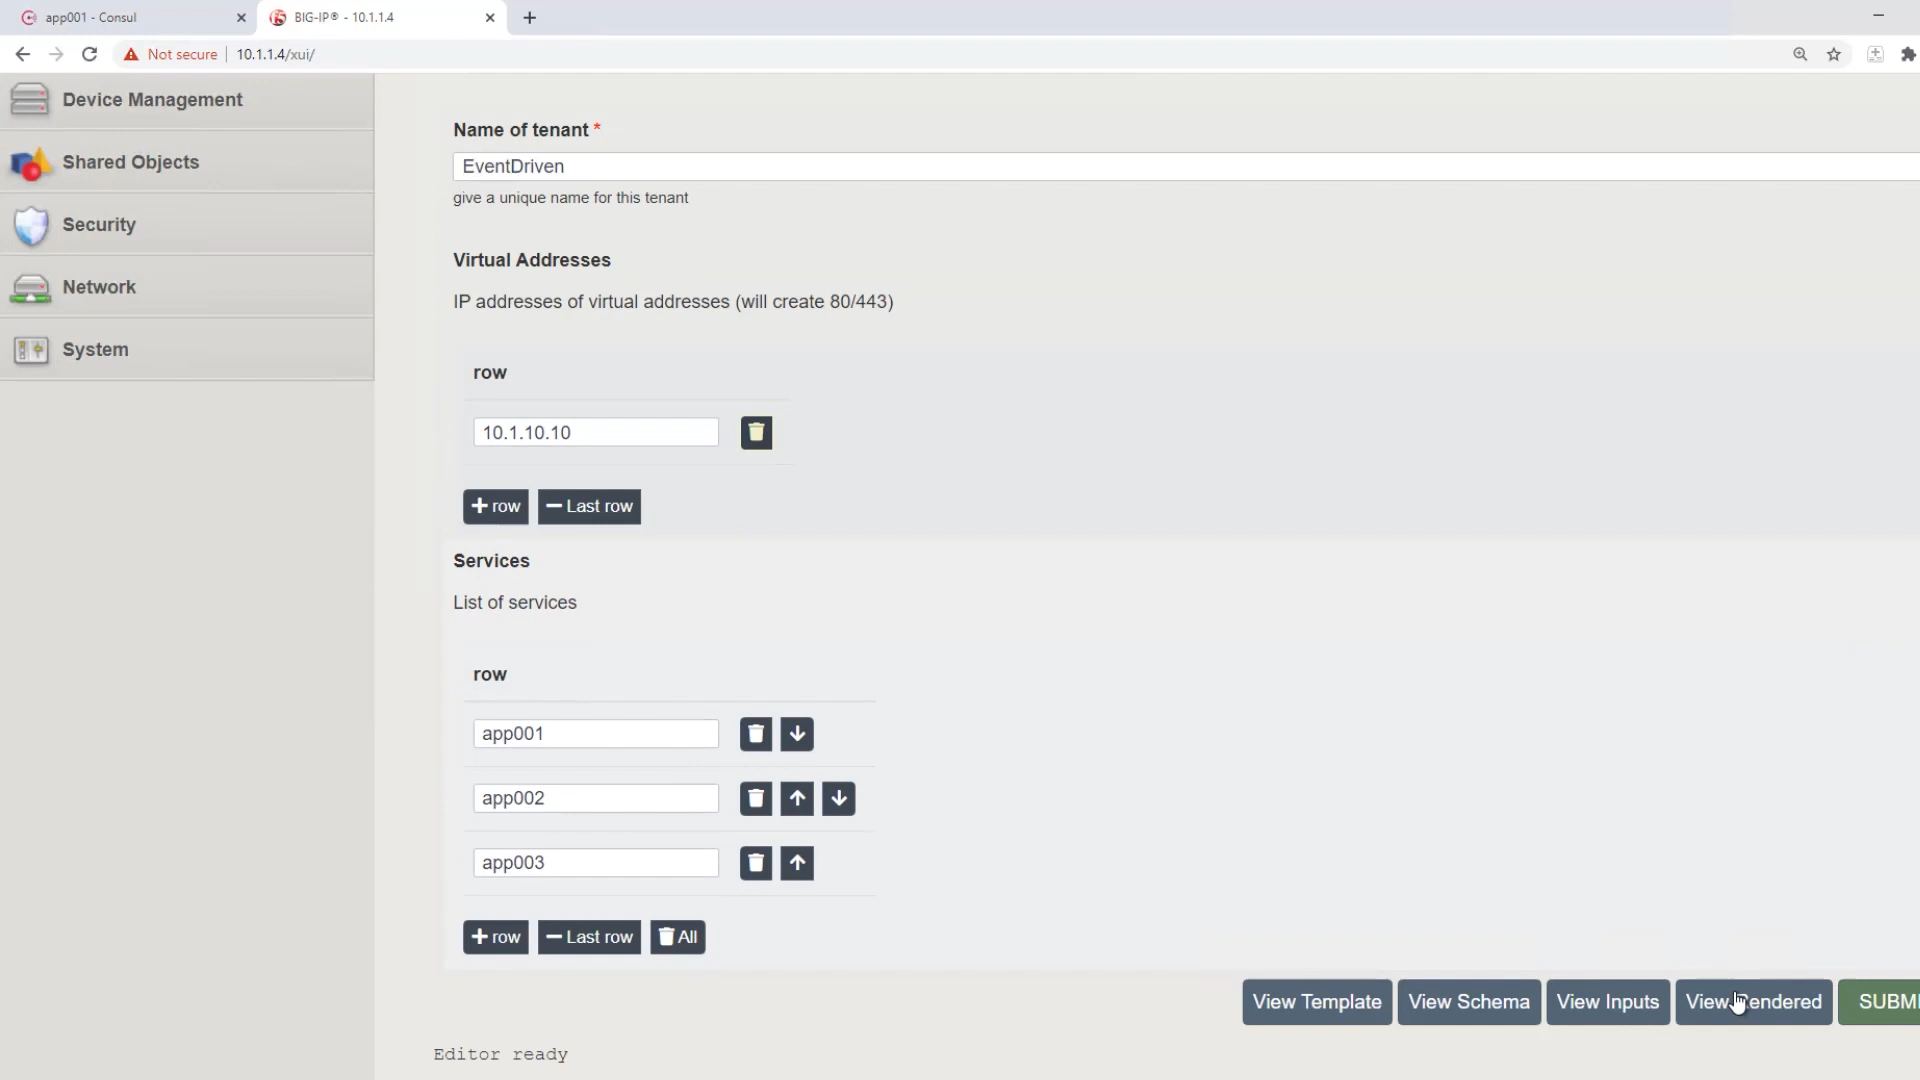 app001 - Consul
BIG-IP® - 10.1.1.4
Not secure
10.1.1.4/xui/
Device Management
Shared Objects
Security
Network
System
Name of tenant *
EventDriven
give a unique name for this tenant
Virtual Addresses
IP addresses of virtual addresses (will create 80/443)
row
10.1.10.10
row
Last row
Services
List of services
row
app001
app002
app003
row
Last row
All
View Template
View Schema
View Inputs
View Rendered
SUBMI
Editor ready